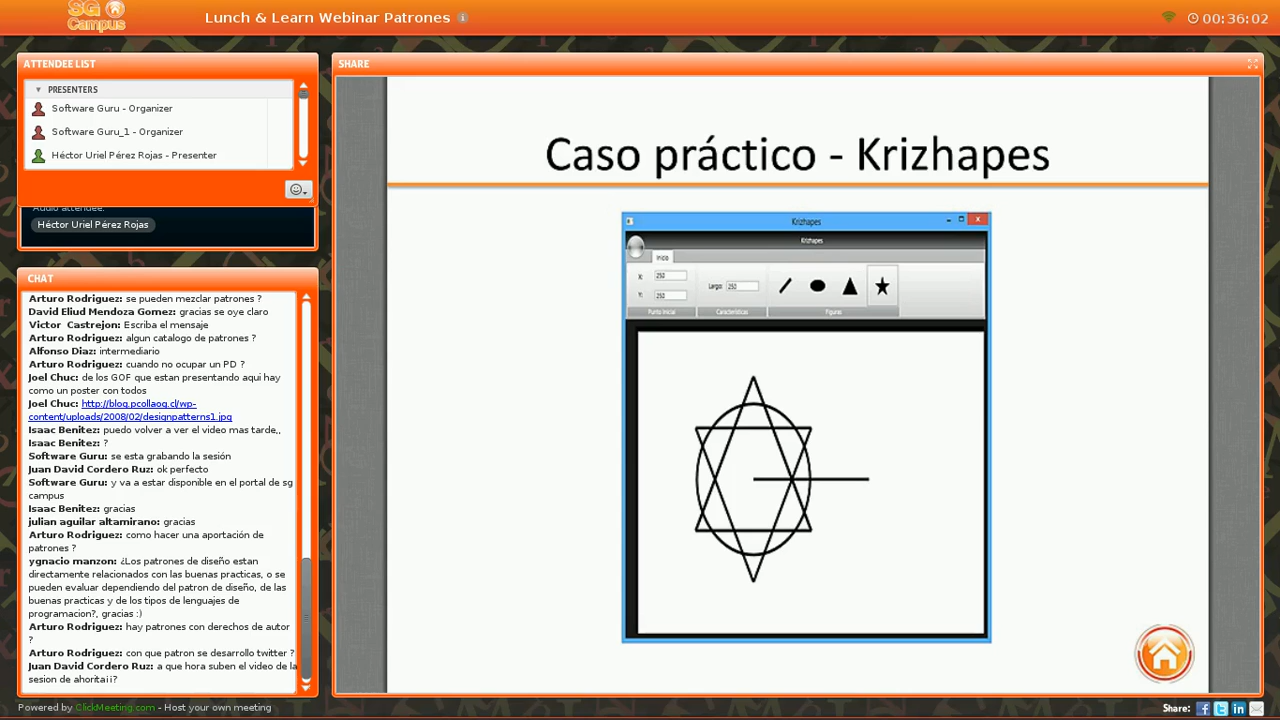 SG Campus
Lunch & Learn Webinar Patrones
00:36:02
ATTENDEE LIST
PRESENTERS
Software Guru - Organizer
Software Guru_1 - Organizer
Héctor Uriel Pérez Rojas - Presenter
Audio attendee:
Héctor Uriel Pérez Rojas
CHAT
Arturo Rodriguez: se pueden mezclar patrones ?
David Eliud Mendoza Gomez: gracias se oye claro
Victor Castrejon: Escriba el mensaje
Arturo Rodriguez: algun catalogo de patrones ?
Alfonso Diaz: intermediario
Arturo Rodriguez: cuando no ocupar un PD ?
Joel Chuc: de los GOF que estan presentando aqui hay
como un poster con todos
Joel Chuc: http://blog.pcollaog.cl/wp-
content/uploads/2008/02/designpatterns1.jpg
Isaac Benitez: puedo volver a ver el video mas tarde,,
Isaac Benitez: ?
Software Guru: se esta grabando la sesión
Juan David Cordero Ruz: ok perfecto
Software Guru: y va a estar disponible en el portal de sg
campus
Isaac Benitez: gracias
julian aguilar altamirano: gracias
Arturo Rodriguez: como hacer una aportación de
patrones ?
ygnacio manzon: ¿Los patrones de diseño estan
directamente relacionados con las buenas practicas, o se
pueden evaluar dependiendo del patron de diseño, de las
buenas practicas y de los tipos de lenguajes de
programacion?, gracias :)
Arturo Rodriguez: hay patrones con derechos de autor
?
Arturo Rodriguez: con que patron se desarrollo twitter ?
Juan David Cordero Ruz: a que hora suben el video de la
sesion de ahorita¡¡?
SHARE
Caso práctico - Krizhapes
Krizhapes
Krizhapes
Inicio
X: 250
Y: 250
Largo: 250
Punto Inicial
Características
Figuras
Powered by ClickMeeting.com - Host your own meeting
Share: